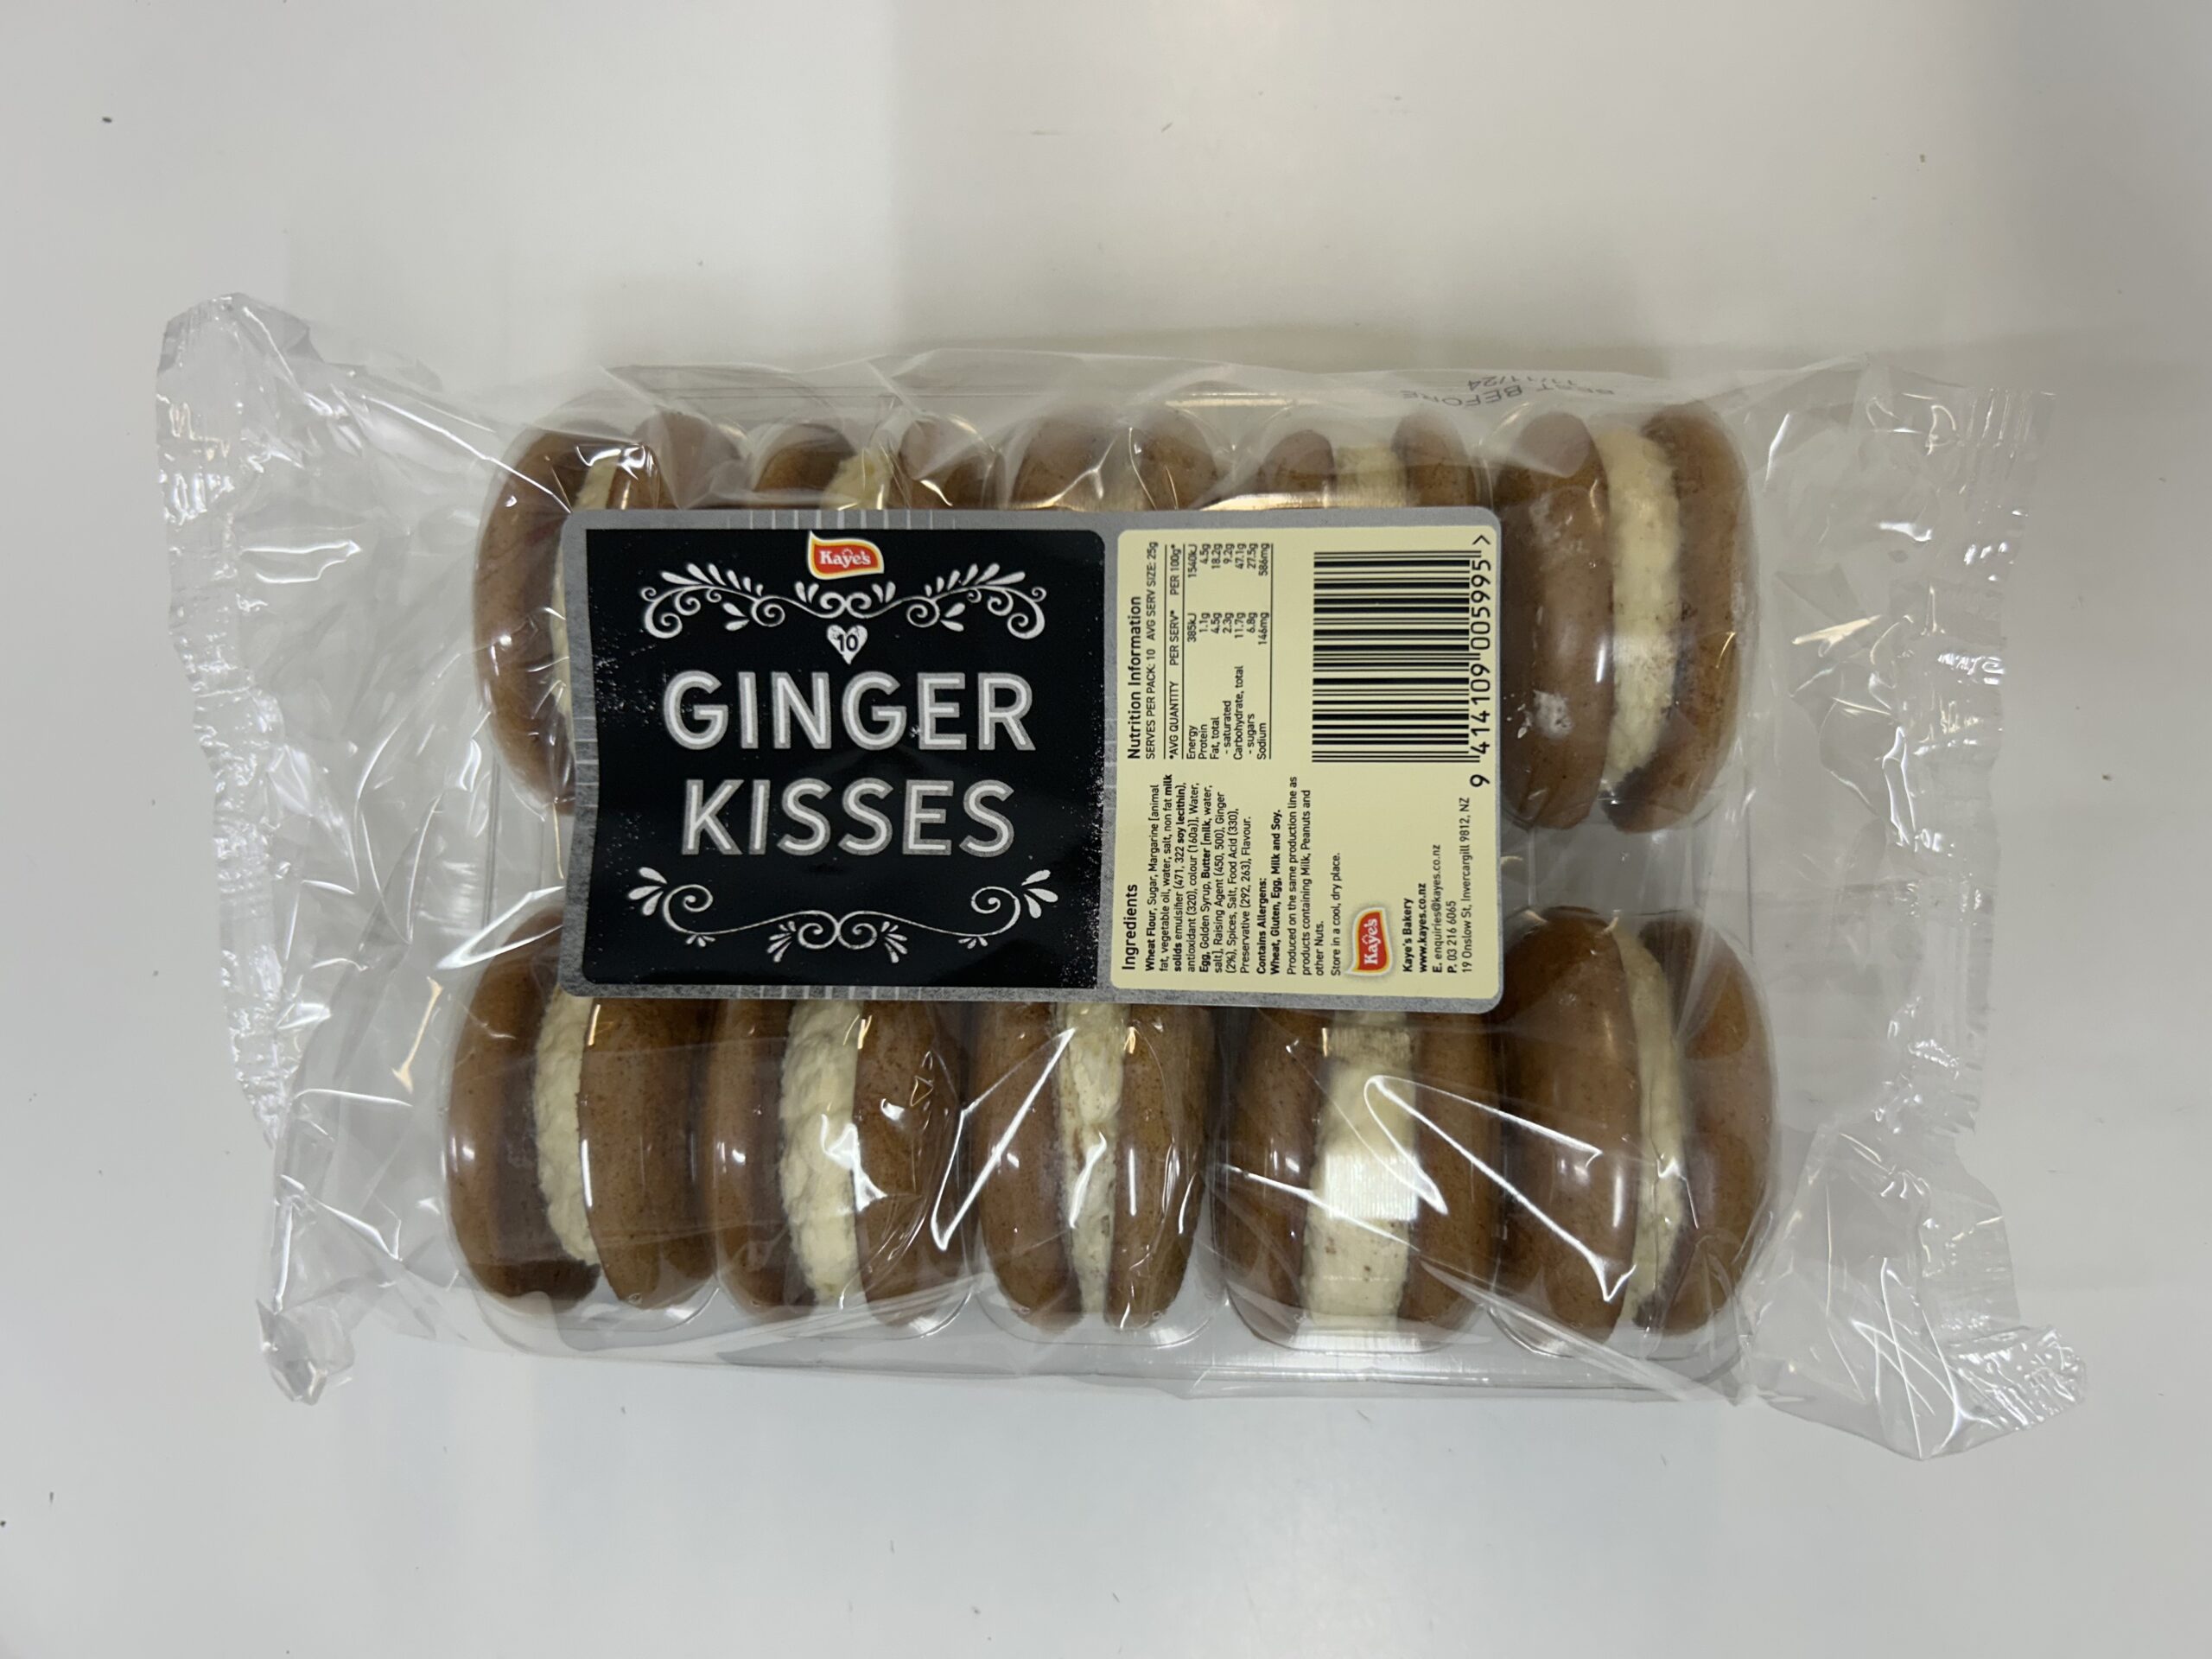 Kaye's
10
GINGER
KISSES
Nutrition Information
SERVES PER PACK: 10 AVG SERV SIZE: 25g
*AVG QUANTITY PER SERV* PER 100g*
Energy 385kJ 1540kJ
Protein 1.1g 4.5g
Fat, total 4.5g 18.2g
- saturated 2.3g 9.2g
Carbohydrate, total 11.7g 47.1g
- sugars 6.8g 27.5g
Sodium 146mg 586mg
Ingredients
Wheat Flour, Sugar, Margarine [animal
fat, vegetable oil, water, salt, non fat milk
solids emulsifier (471, 322 soy lecithin),
antioxidant (320), colour (160a)], Water,
Egg, Golden Syrup, Butter [milk, water,
salt], Raising Agent (450, 500), Ginger
(2%), Spices, Salt, Food Acid (330),
Preservative (292, 263), Flavour.
Contains Allergens:
Wheat, Gluten, Egg, Milk and Soy.
Produced on the same production line as
products containing Milk, Peanuts and
other Nuts.
Store in a cool, dry place.
Kaye's
Kaye's Bakery
www.kayes.co.nz
E. enquiries@kayes.co.nz
P. 03 216 6065
19 Onslow St, Invercargill 9812, NZ
9 414109 005995 >
BEST BEFORE
11/11/24